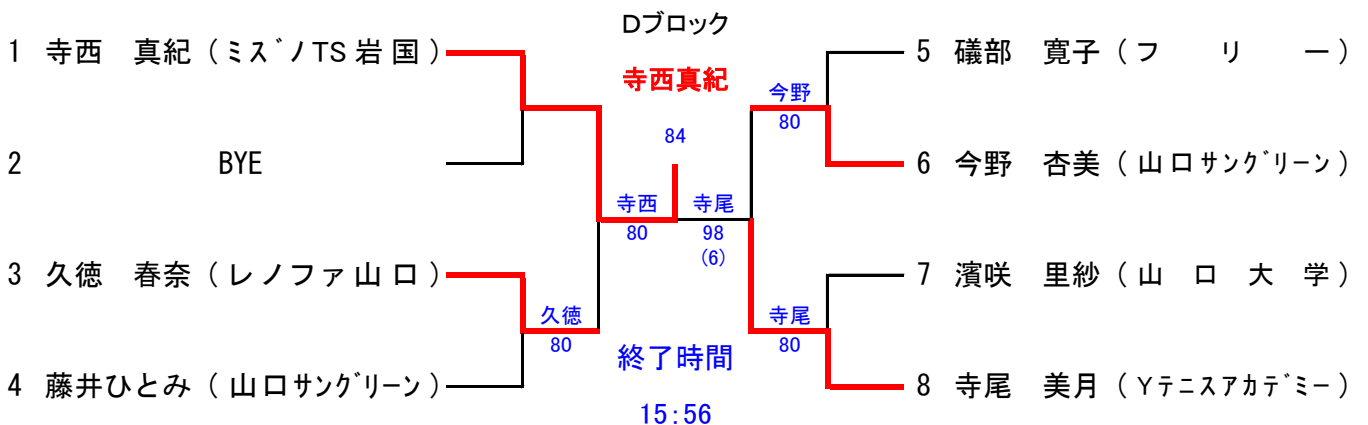 Dブロック
1 寺西 真紀 ( ミズノTS 岩 国 )
5 礒部 寛子 ( フ リ ー )
寺西真紀
今野
80
84
2 BYE
6 今野 杏美 ( 山 口 サングリーン )
寺西
80
寺尾
98
(6)
3 久徳 春奈 ( レ ノ フ ァ 山 口 )
7 濱咲 里紗 ( 山 口 大 学 )
久徳
80
寺尾
80
終了時間
4 藤井ひとみ ( 山 口 サングリーン )
8 寺尾 美月 ( Yテニスアカデミー )
15:56